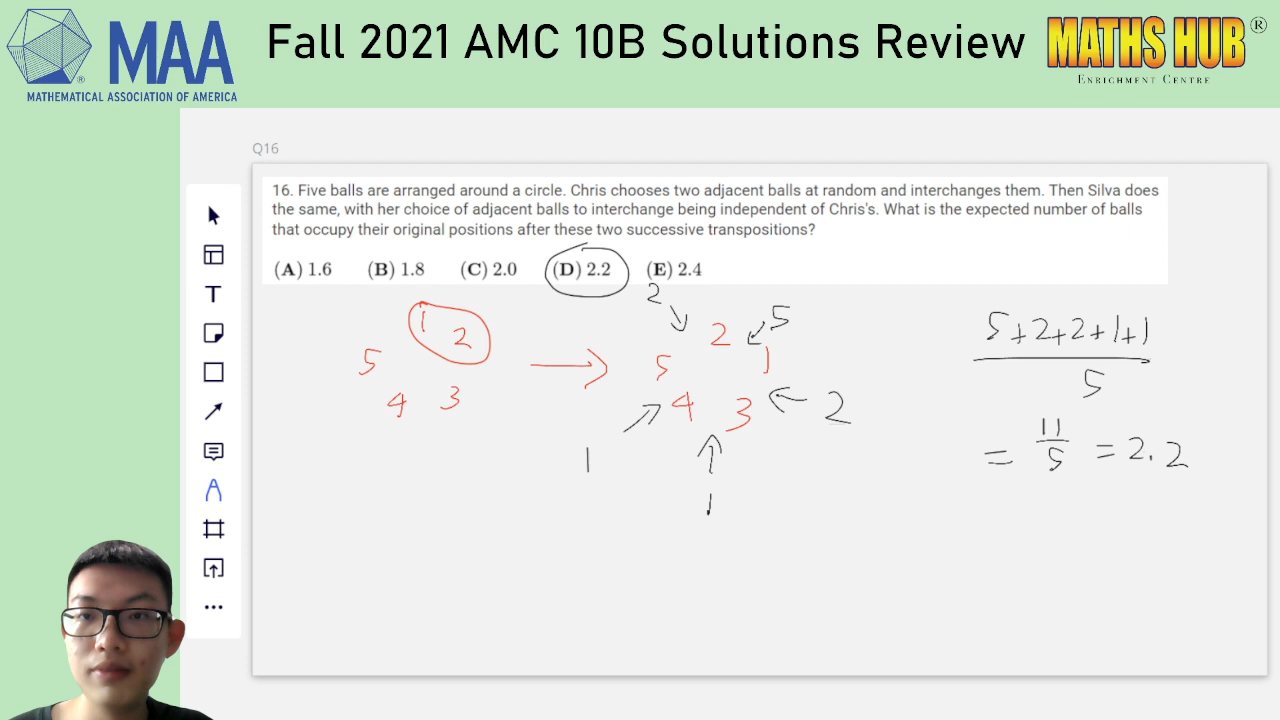 MAA
MATHEMATICAL ASSOCIATION OF AMERICA
Fall 2021 AMC 10B Solutions Review
MATHS HUB®
ENRICHMENT CENTRE
Q16
16. Five balls are arranged around a circle. Chris chooses two adjacent balls at random and interchanges them. Then Silva does
the same, with her choice of adjacent balls to interchange being independent of Chris's. What is the expected number of balls
that occupy their original positions after these two successive transpositions?
(A) 1.6 (B) 1.8 (C) 2.0 (D) 2.2 (E) 2.4
T
1 2
5
4 3
2 5
2
5 1
4 3 2
1
1
5+2+2+1+1
5
= 11/5 = 2.2